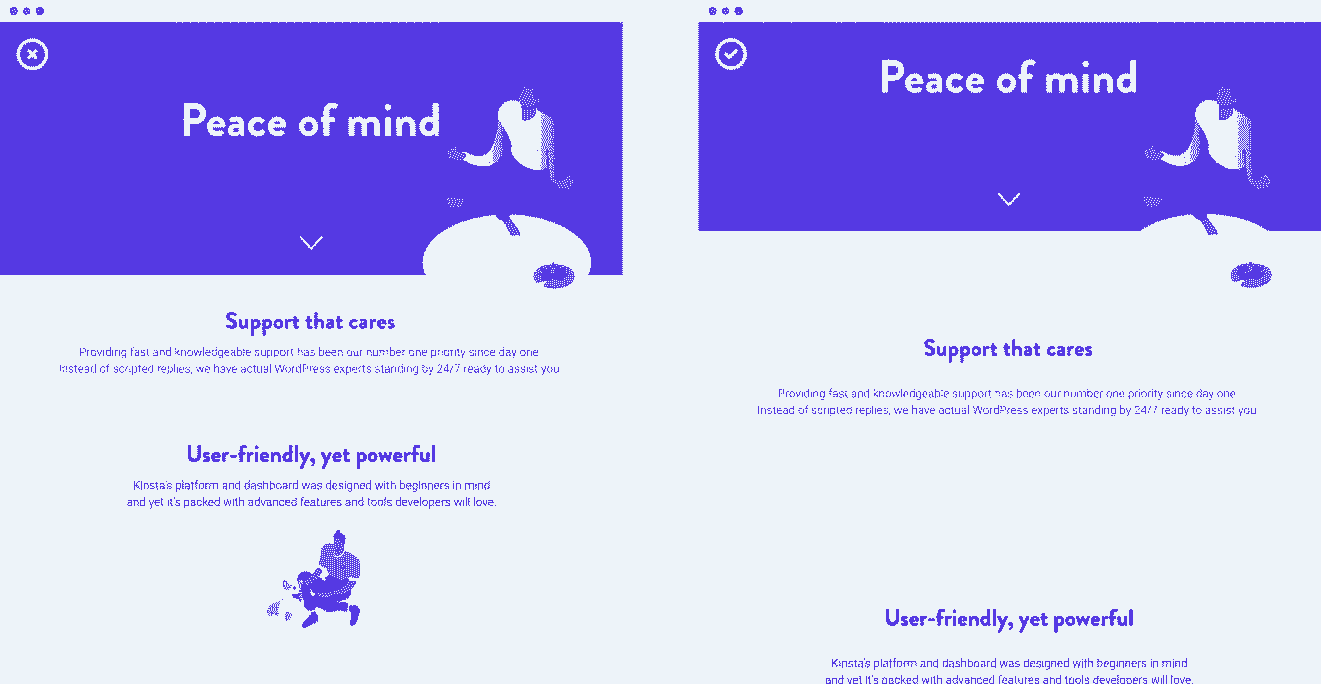 Peace of mind
Support that cares
Providing fast and knowledgeable support has been our number one priority since day one
Instead of scripted replies, we have actual WordPress experts standing by 24/7 ready to assist you
User-friendly, yet powerful
Kinsta's platform and dashboard was designed with beginners in mind
and yet it's packed with advanced features and tools developers will love.
Peace of mind
Support that cares
Providing fast and knowledgeable support has been our number one priority since day one
Instead of scripted replies, we have actual WordPress experts standing by 24/7 ready to assist you
User-friendly, yet powerful
Kinsta's platform and dashboard was designed with beginners in mind
and yet it's packed with advanced features and tools developers will love.